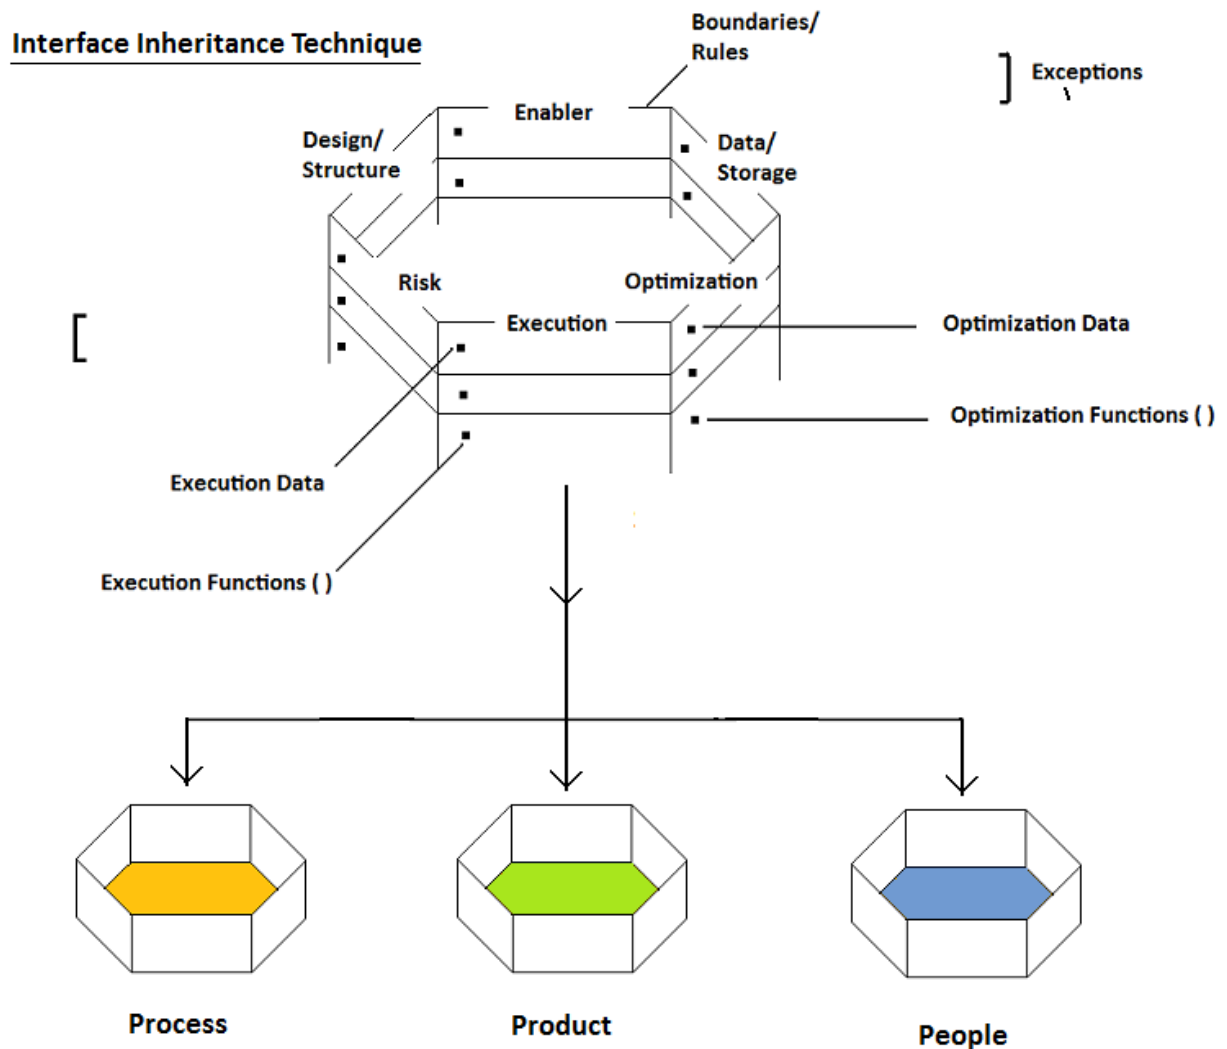 Interface Inheritance Technique
Boundaries/
Rules
Exceptions
Enabler
Design/
Structure
Data/
Storage
Risk
Optimization
Execution
Optimization Data
Optimization Functions ( )
Execution Data
Execution Functions ( )
Process
Product
People